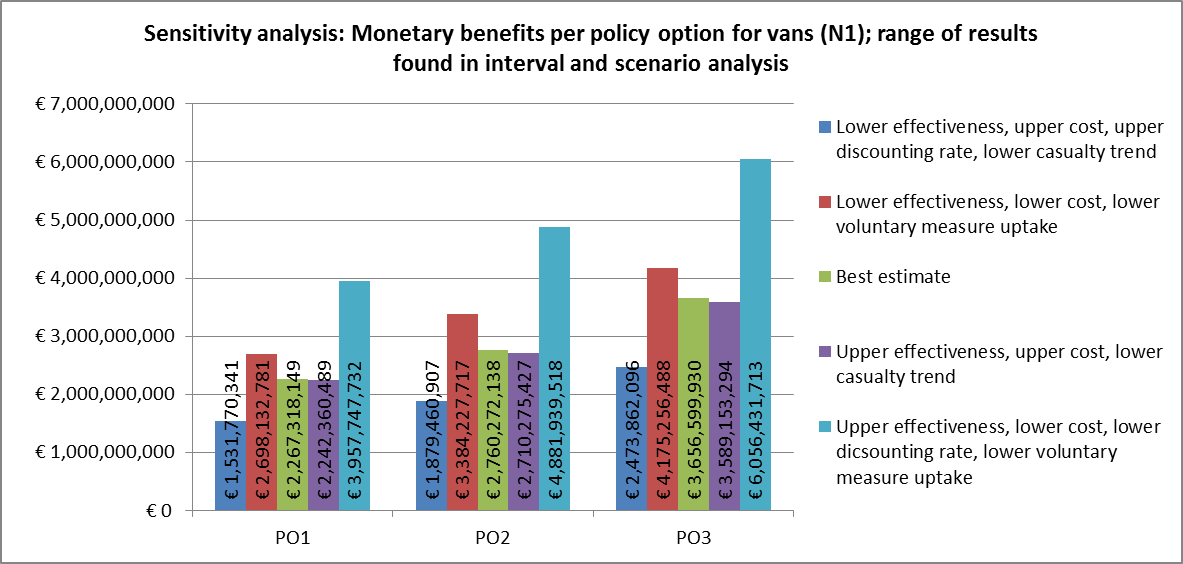 Sensitivity analysis: Monetary benefits per policy option for vans (N1); range of results
found in interval and scenario analysis
€ 7,000,000,000
€ 6,000,000,000
€ 5,000,000,000
€ 4,000,000,000
€ 3,000,000,000
€ 2,000,000,000
€ 1,000,000,000
€ 0
€ 1,531,770,341
€ 2,698,132,781
€ 2,267,318,149
€ 2,242,360,489
€ 3,957,747,732
€ 1,879,460,907
€ 3,384,227,717
€ 2,760,272,138
€ 2,710,275,427
€ 4,881,939,518
€ 2,473,862,096
€ 4,175,256,488
€ 3,656,599,930
€ 3,589,153,294
€ 6,056,431,713
PO1
PO2
PO3
Lower effectiveness, upper cost, upper
discounting rate, lower casualty trend
Lower effectiveness, lower cost, lower
voluntary measure uptake
Best estimate
Upper effectiveness, upper cost, lower
casualty trend
Upper effectiveness, lower cost, lower
dicsounting rate, lower voluntary
measure uptake